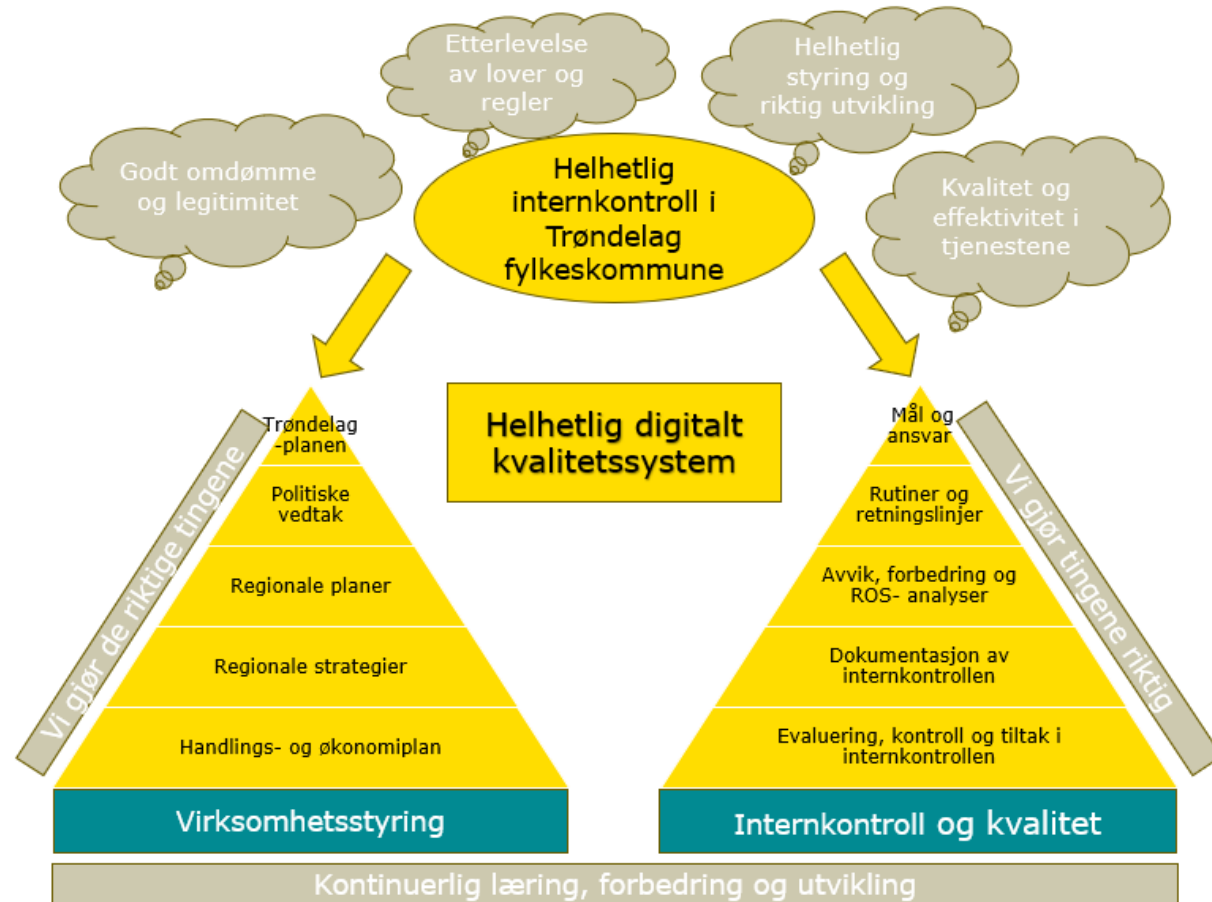 Etterlevelse
av lover og
regler
Helhetlig
styring og
riktig utvikling
Godt omdømme
og legitimitet
Helhetlig
internkontroll i
Trøndelag
fylkeskommune
Kvalitet og
effektivitet i
tjenestene
Helhetlig digitalt
kvalitetssystem
Vi gjør de riktige tingene
Trøndelag
-planen
Politiske
vedtak
Regionale planer
Regionale strategier
Handlings- og økonomiplan
Virksomhetsstyring
Mål og
ansvar
Rutiner og
retningslinjer
Avvik, forbedring og
ROS- analyser
Dokumentasjon av
internkontrollen
Evaluering, kontroll og tiltak i
internkontrollen
Vi gjør tingene riktig
Internkontroll og kvalitet
Kontinuerlig læring, forbedring og utvikling